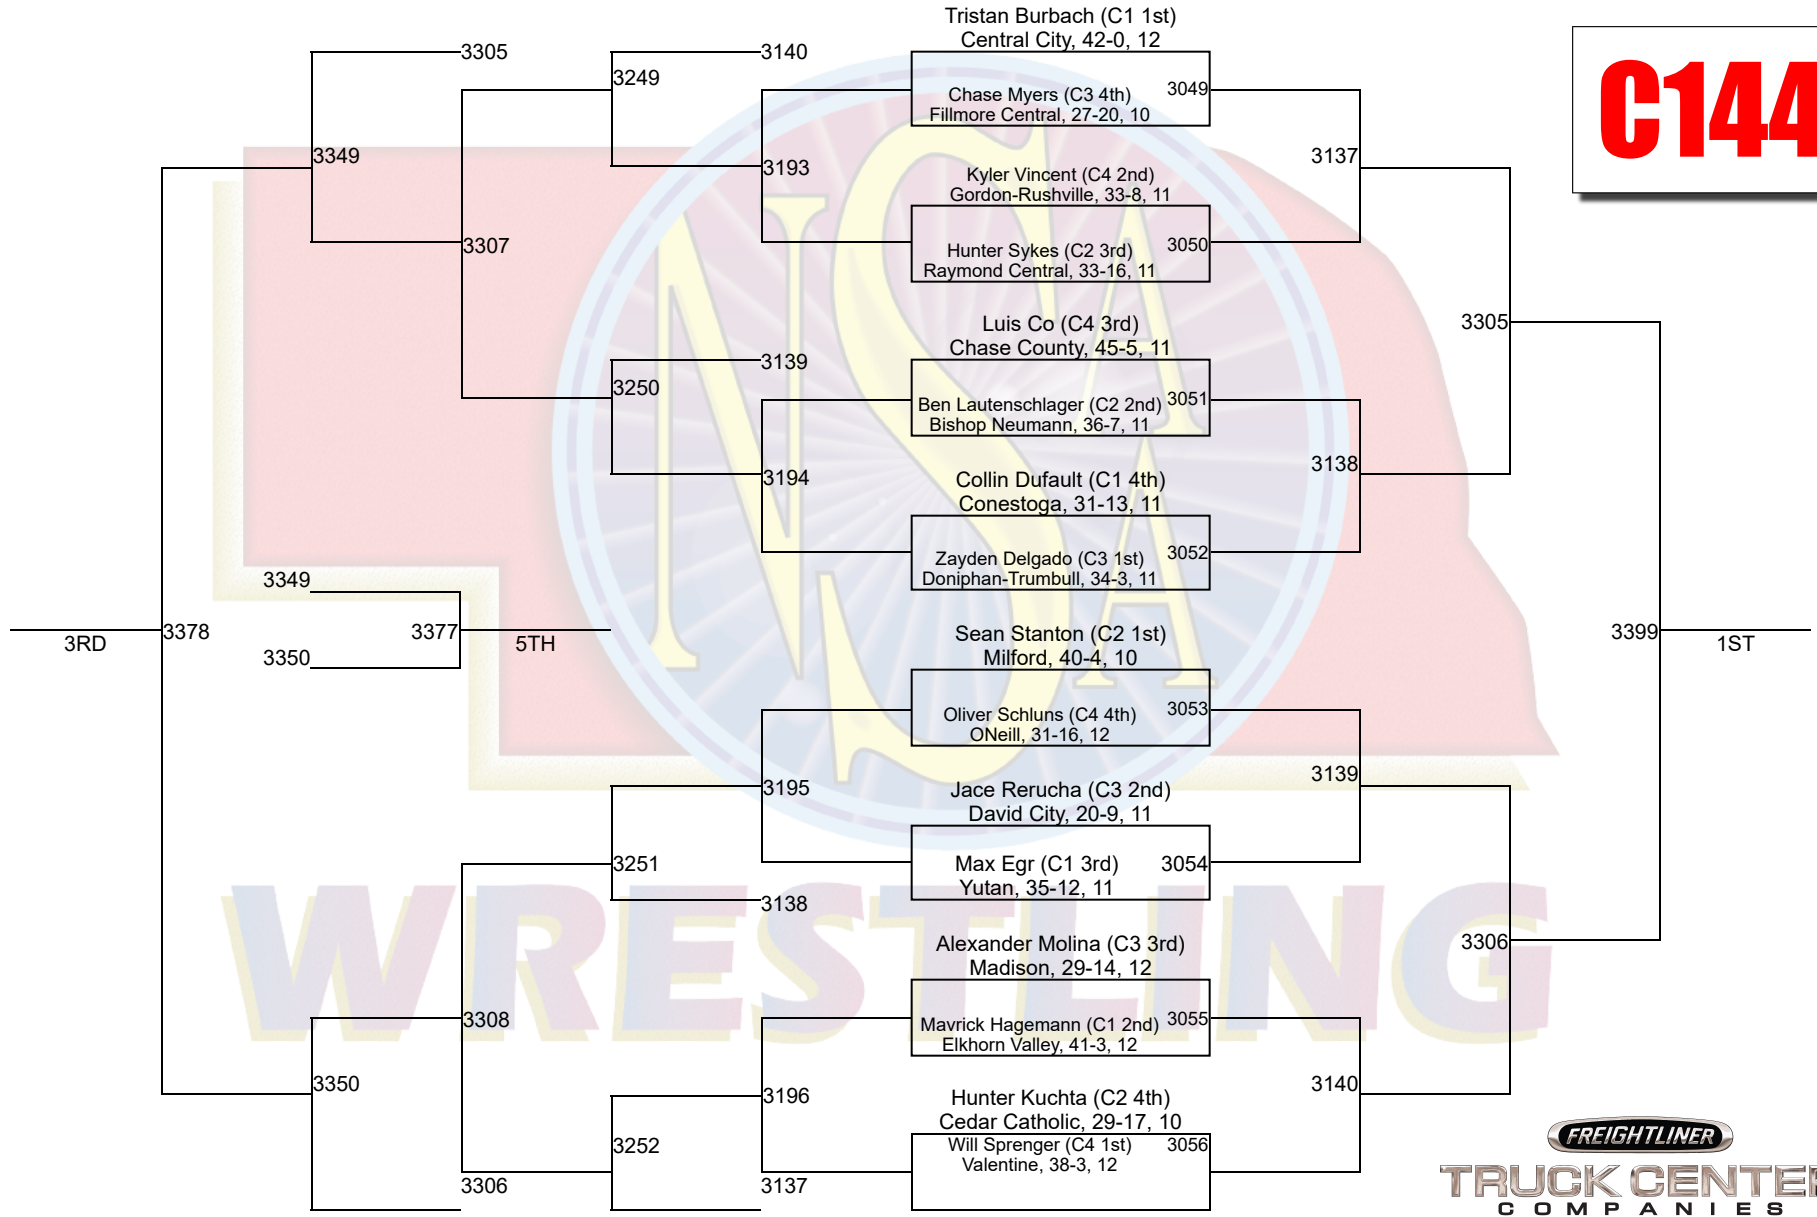 Tristan Burbach (C1 1st)
Central City, 42-0, 12
3049
Chase Myers (C3 4th)
Fillmore Central, 27-20, 10
Kyler Vincent (C4 2nd)
Gordon-Rushville, 33-8, 11
3050
Hunter Sykes (C2 3rd)
Raymond Central, 33-16, 11
Luis Co (C4 3rd)
Chase County, 45-5, 11
3051
Ben Lautenschlager (C2 2nd)
Bishop Neumann, 36-7, 11
Collin Dufault (C1 4th)
Conestoga, 31-13, 11
3052
Zayden Delgado (C3 1st)
Doniphan-Trumbull, 34-3, 11
Sean Stanton (C2 1st)
Milford, 40-4, 10
3053
Oliver Schluns (C4 4th)
ONeill, 31-16, 12
Jace Rerucha (C3 2nd)
David City, 20-9, 11
3054
Max Egr (C1 3rd)
Yutan, 35-12, 11
Alexander Molina (C3 3rd)
Madison, 29-14, 12
3055
Mavrick Hagemann (C1 2nd)
Elkhorn Valley, 41-3, 12
Hunter Kuchta (C2 4th)
Cedar Catholic, 29-17, 10
3056
Will Sprenger (C4 1st)
Valentine, 38-3, 12
3137
3138
3139
3140
3305
3306
3399
1ST
3140
3193
3139
3194
3195
3138
3196
3137
3249
3250
3251
3252
3305
3307
3308
3306
3349
3350
3349
3377
3350
5TH
3378
3RD
C144
NSAA
WRESTLING
FREIGHTLINER
TRUCK CENTER
COMPANIES